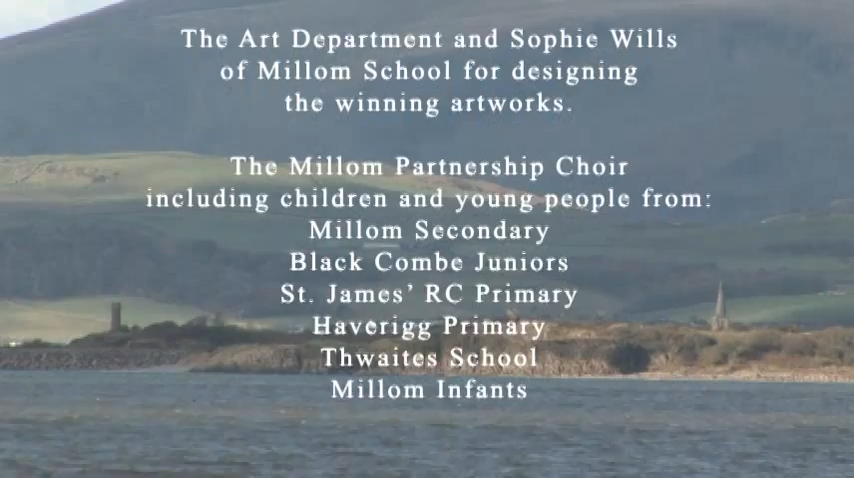 The Art Department and Sophie Wills
of Millom School for designing
the winning artworks.
The Millom Partnership Choir
including children and young people from:
Millom Secondary
Black Combe Juniors
St. James' RC Primary
Haverigg Primary
Thwaites School
Millom Infants